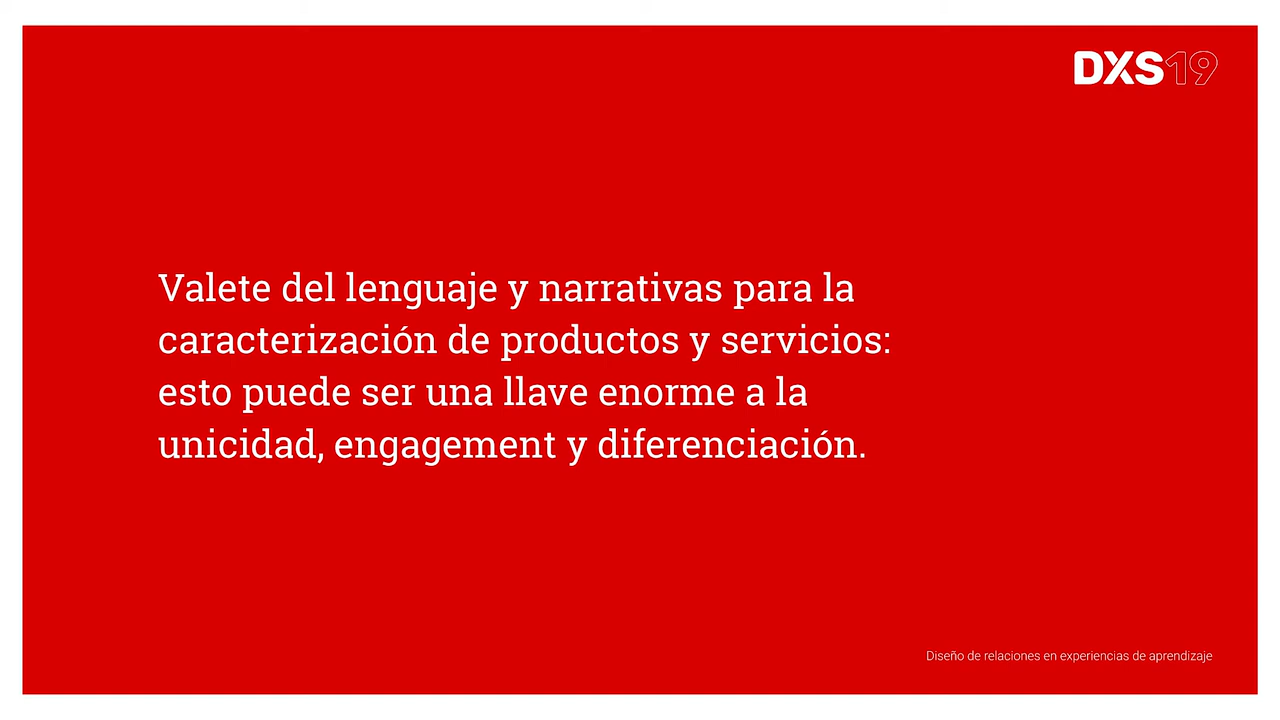 DXS19
Valete del lenguaje y narrativas para la
caracterización de productos y servicios:
esto puede ser una llave enorme a la
unicidad, engagement y diferenciación.
Diseño de relaciones en experiencias de aprendizaje